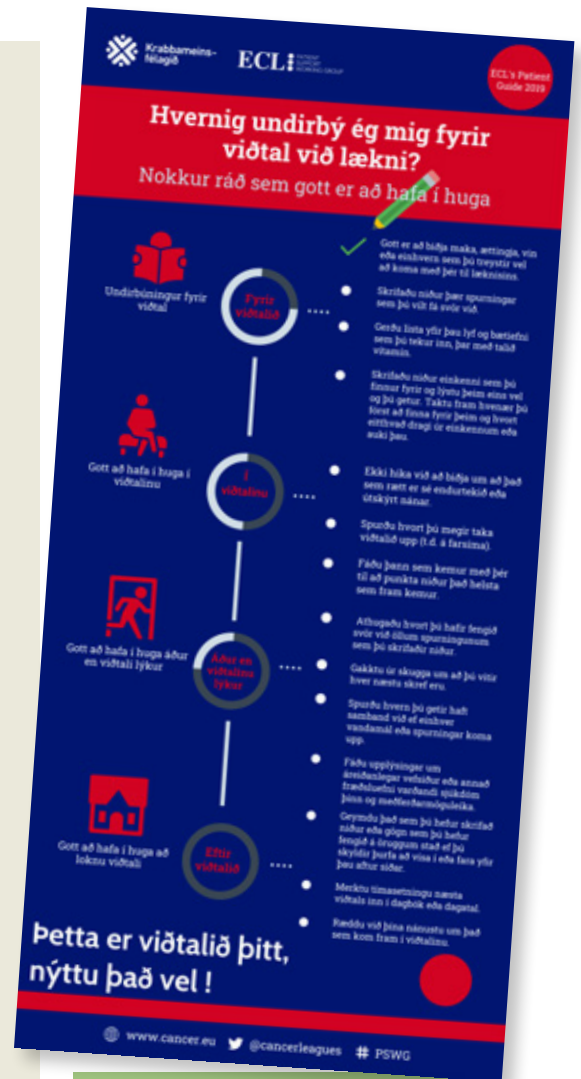 Krabbameins-
félagið
ECL
PATIENT
SUPPORT
WORKING GROUP
ECL's Patient
Guide 2019
Hvernig undirbý ég mig fyrir
viðtal við lækni?
Nokkur ráð sem gott er að hafa í huga
Undirbúningur fyrir
viðtal
Fyrir
viðtalið
Gott er að biðja maka, ættingja, vin
eða einhvern sem þú treystir vel
að koma með þér til læknisins.
Skrifaðu niður þær spurningar
sem þú vilt fá svör við.
Gerðu lista yfir þau lyf og bætiefni
sem þú tekur inn, þar með talið
vítamín.
Skrifaðu niður einkenni sem þú
finnur fyrir og lýstu þeim eins vel
og þú getur. Taktu fram hvenær þú
fórst að finna fyrir þeim og hvort
eitthvað dragi úr einkennum eða
auki þau.
Gott að hafa í huga í
viðtalinu
Í
viðtalinu
Ekki hika við að biðja um að það
sem rætt er sé endurtekið eða
útskýrt nánar.
Spurðu hvort þú megir taka
viðtalið upp (t.d. á farsíma).
Fáðu þann sem kemur með þér
til að punkta niður það helsta
sem fram kemur.
Gott að hafa í huga áður
en viðtali lýkur
Áður en
viðtalinu
lýkur
Athugaðu hvort þú hafir fengið
svör við öllum spurningunum
sem þú skrifaðir niður.
Gakktu úr skugga um að þú vitir
hver næstu skref eru.
Spurðu hvern þú getir haft
samband við ef einhver
vandamál eða spurningar koma
upp.
Fáðu upplýsingar um
áreiðanlegar vefsíður eða annað
fræðsluefni varðandi sjúkdóm
þinn og meðferðarmöguleika.
Gott að hafa í huga að
loknu viðtali
Eftir
viðtalið
Geymdu það sem þú hefur skrifað
niður eða gögn sem þú hefur
fengið á öruggum stað ef þú
skyldir þurfa að vísa í eða fara yfir
þau aftur síðar.
Merktu tímasetningu næsta
viðtals inn í dagbók eða dagatal.
Ræddu við þína nánustu um það
sem kom fram í viðtalinu.
Þetta er viðtalið þitt,
nýttu það vel !
www.cancer.eu @cancerleagues # PSWG